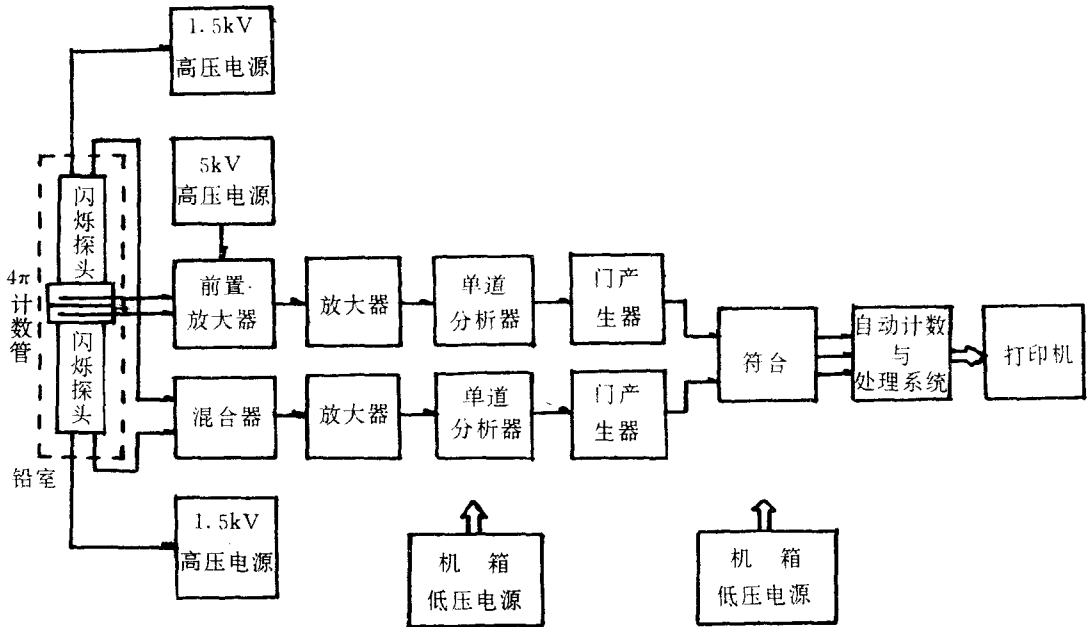 1.5kV
高压电源
5kV
高压电源
闪烁探头
4π
计数管
前置
放大器
放大器
单道
分析器
门产
生器
符台
自动计数
与
处理系统
打印机
闪烁探头
混合器
放大器
单道
分析器
门产
生器
铅室
1.5kV
高压电源
机 箱
低压电源
机 箱
低压电源